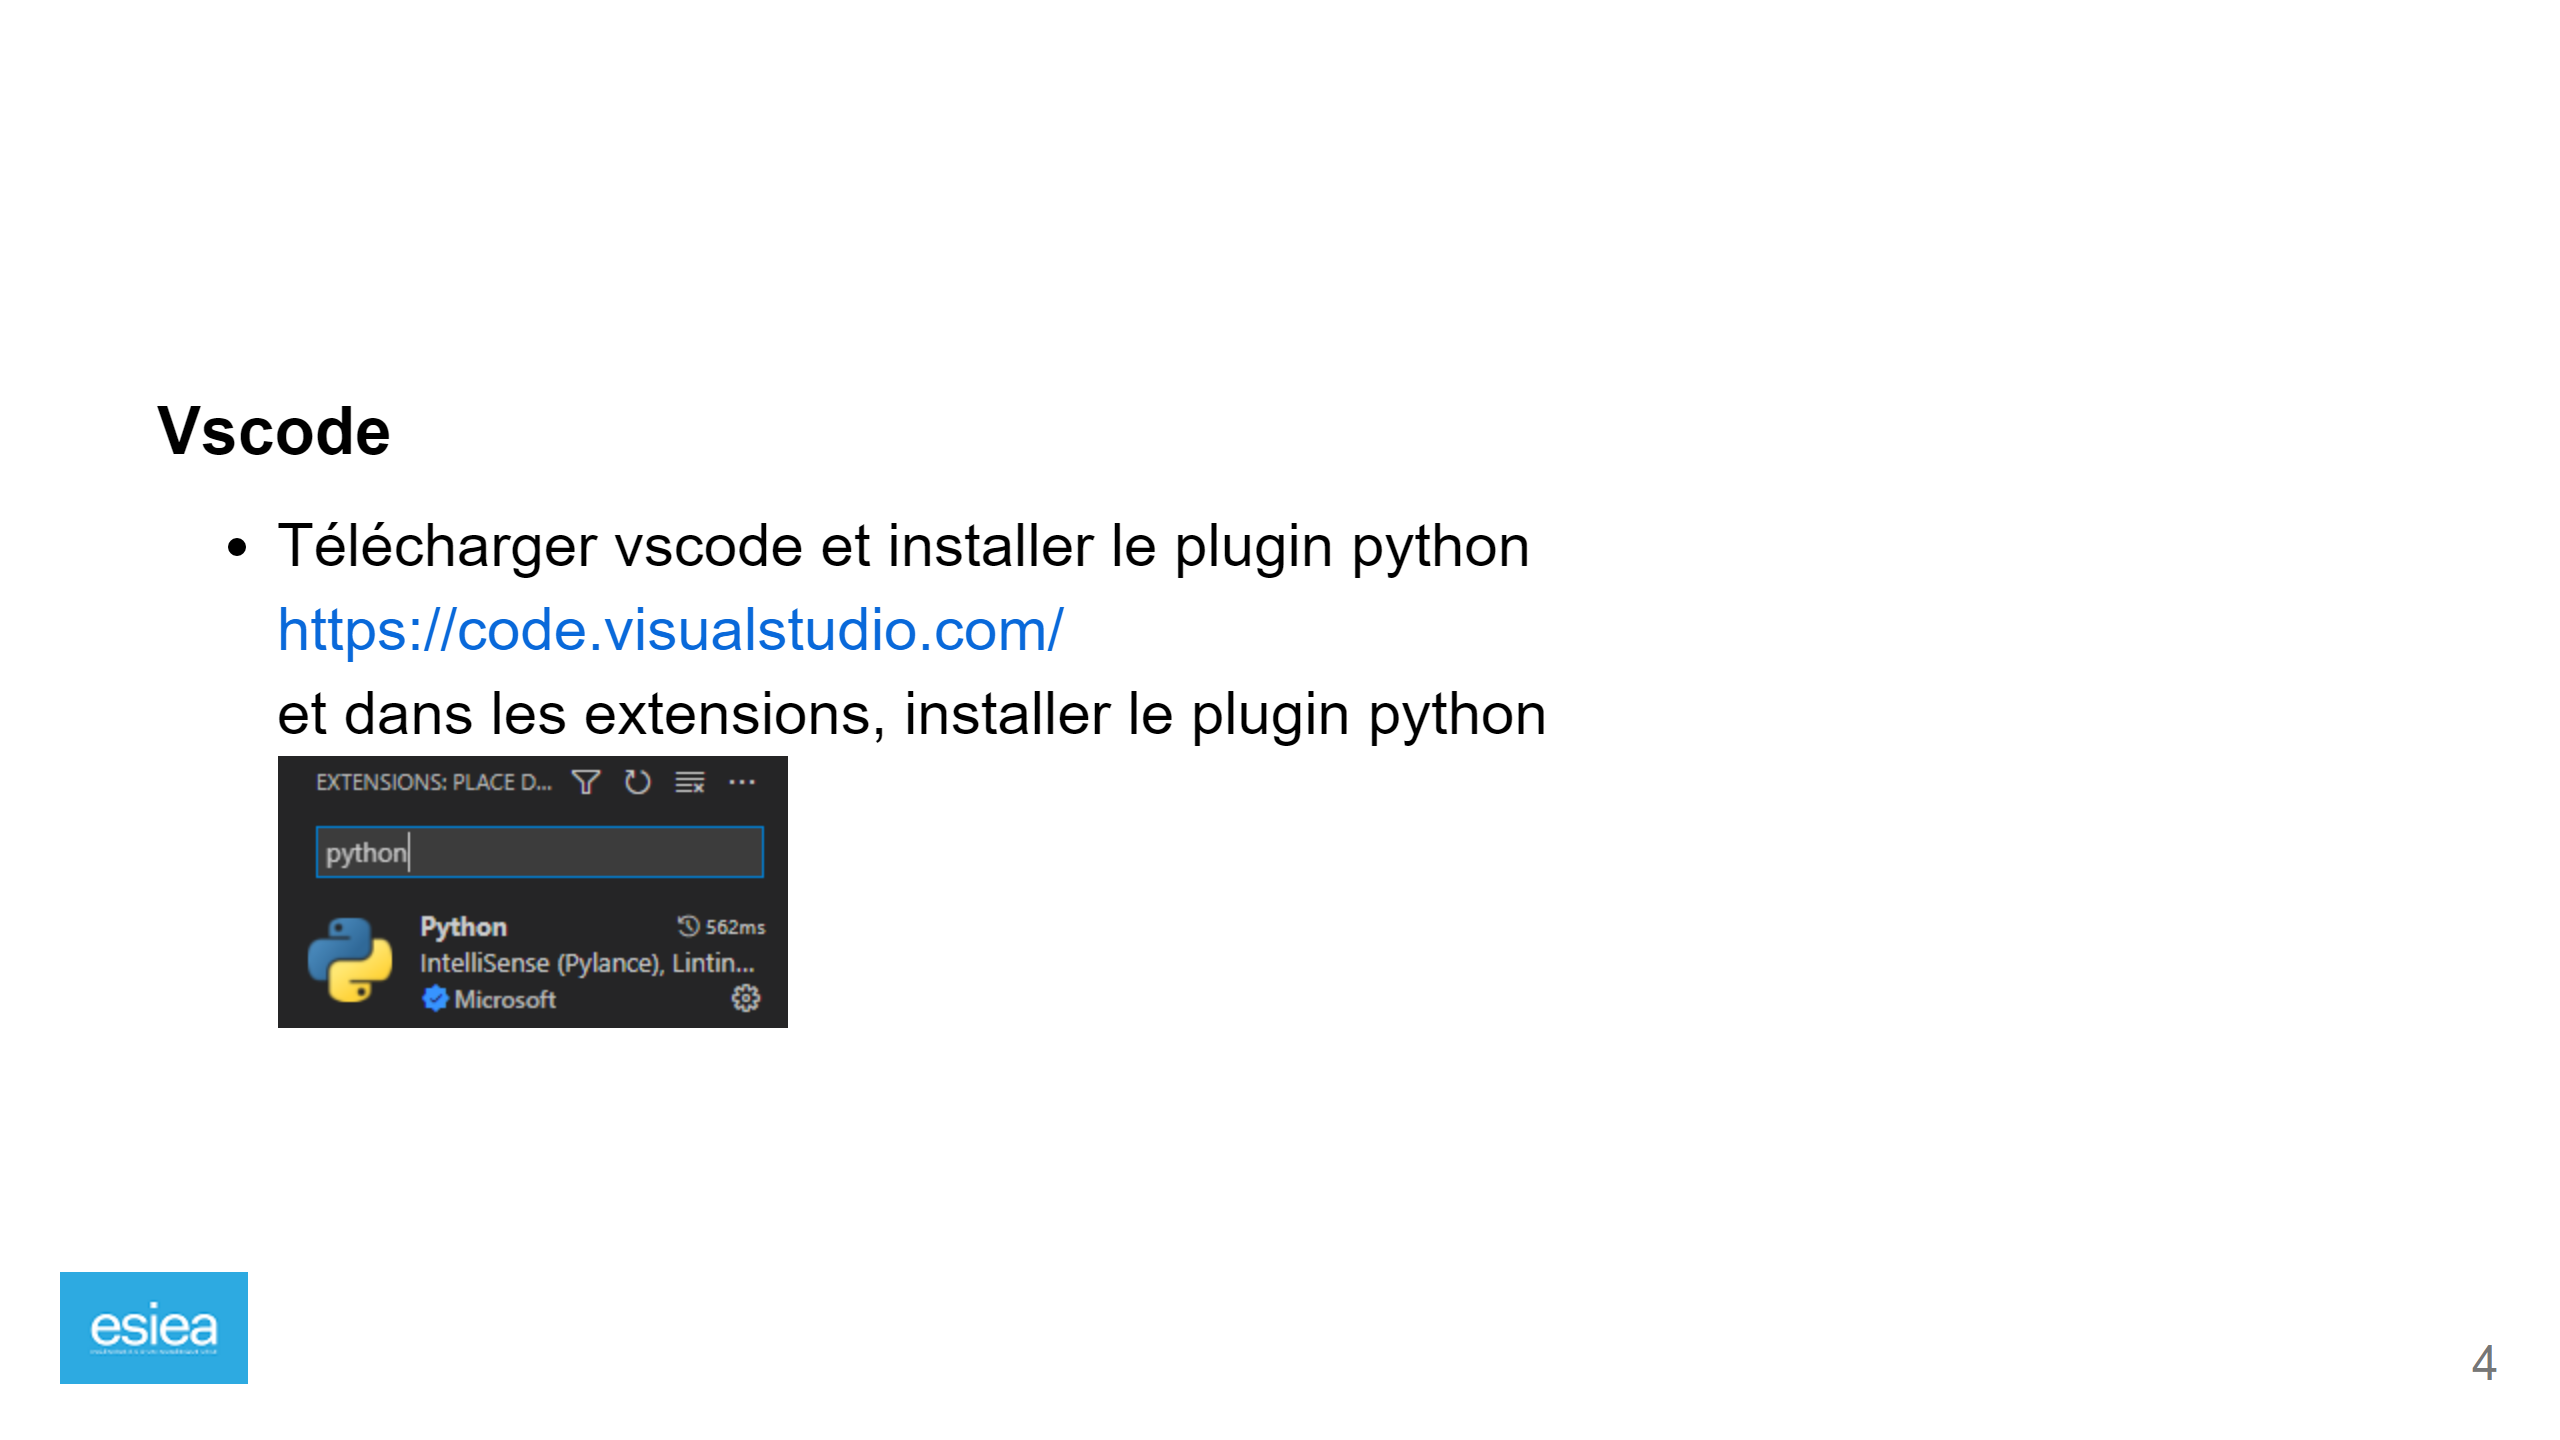 Vscode
• Télécharger vscode et installer le plugin python
https://code.visualstudio.com/
et dans les extensions, installer le plugin python
EXTENSIONS: PLACE D...
python
Python 562ms
IntelliSense (Pylance), Lintin...
Microsoft
esiea
4